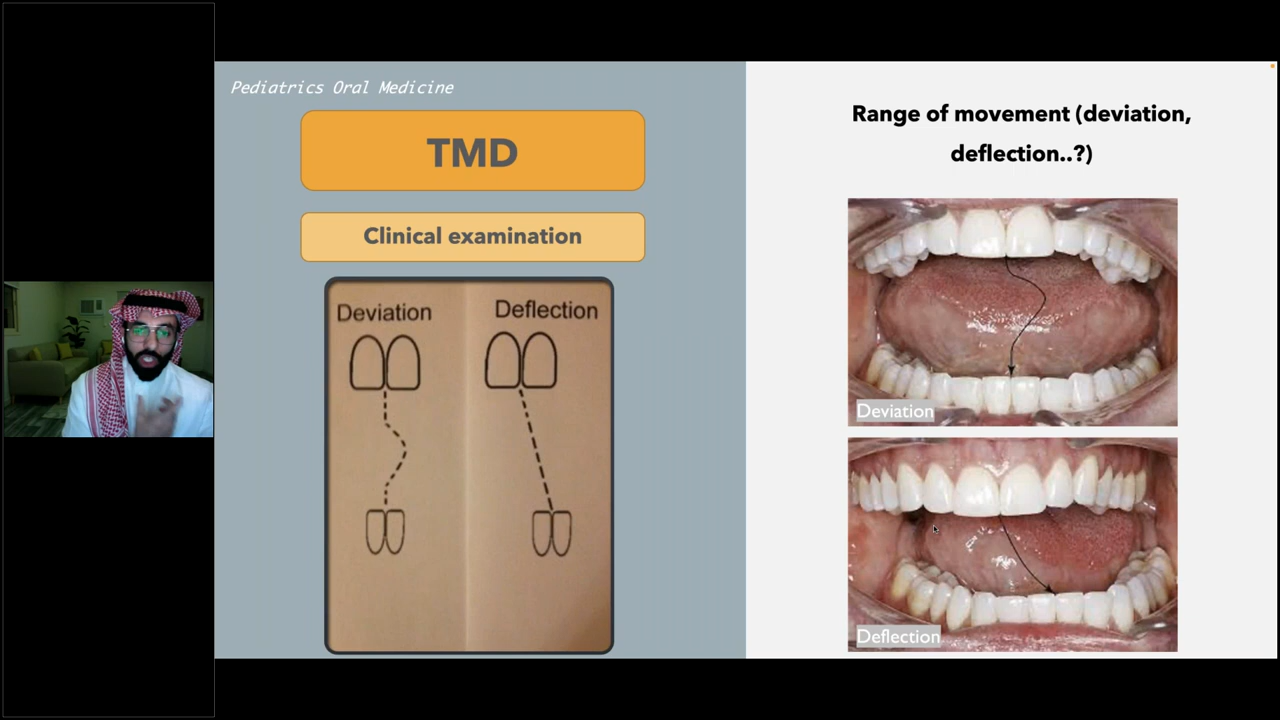 Pediatrics Oral Medicine
TMD
Clinical examination
Deviation
Deflection
Range of movement (deviation,
deflection..?)
Deviation
Deflection